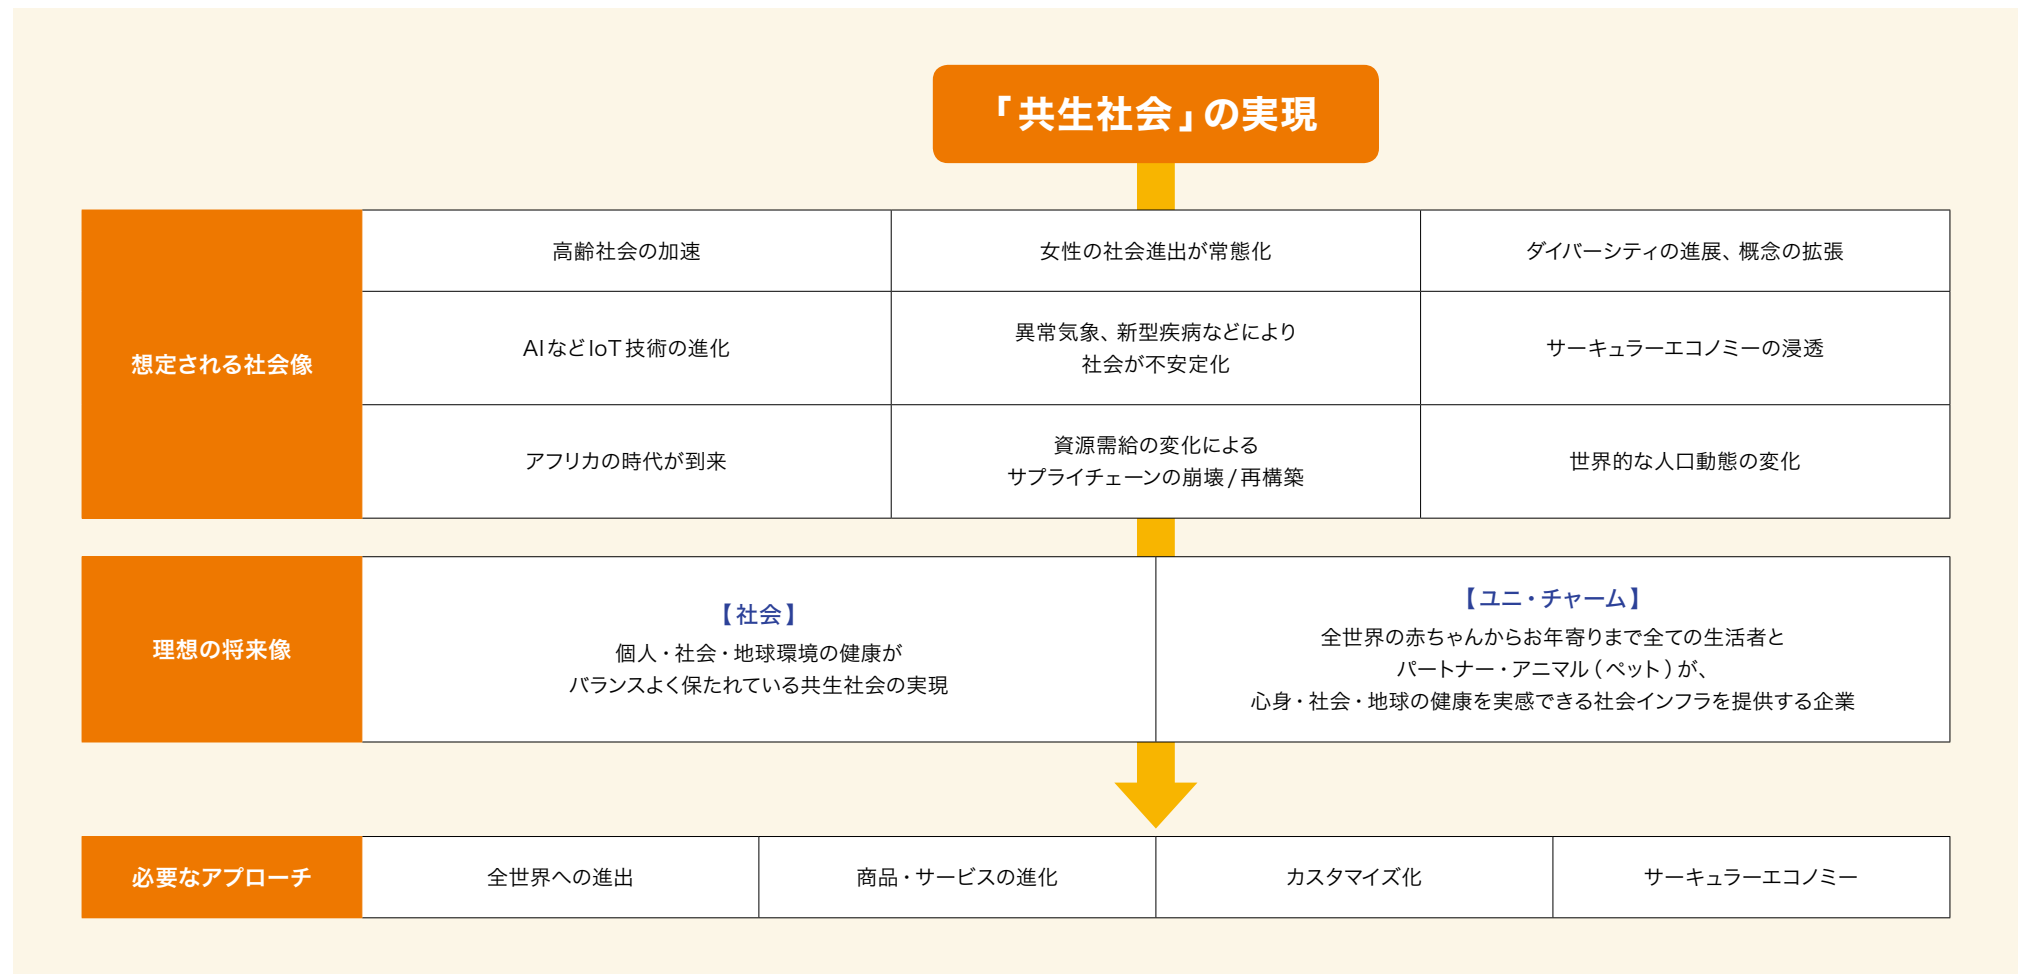 「共生社会」の実現
想定される社会像
高齢社会の加速
女性の社会進出が常態化
ダイバーシティの進展、概念の拡張
AIなどIoT技術の進化
異常気象、新型疾病などにより
社会が不安定化
サーキュラーエコノミーの浸透
アフリカの時代が到来
資源需給の変化による
サプライチェーンの崩壊/再構築
世界的な人口動態の変化
理想の将来像
【社会】
個人・社会・地球環境の健康が
バランスよく保たれている共生社会の実現
【ユニ・チャーム】
全世界の赤ちゃんからお年寄りまで全ての生活者と
パートナー・アニマル(ペット)が、
心身・社会・地球の健康を実感できる社会インフラを提供する企業
必要なアプローチ
全世界への進出
商品・サービスの進化
カスタマイズ化
サーキュラーエコノミー